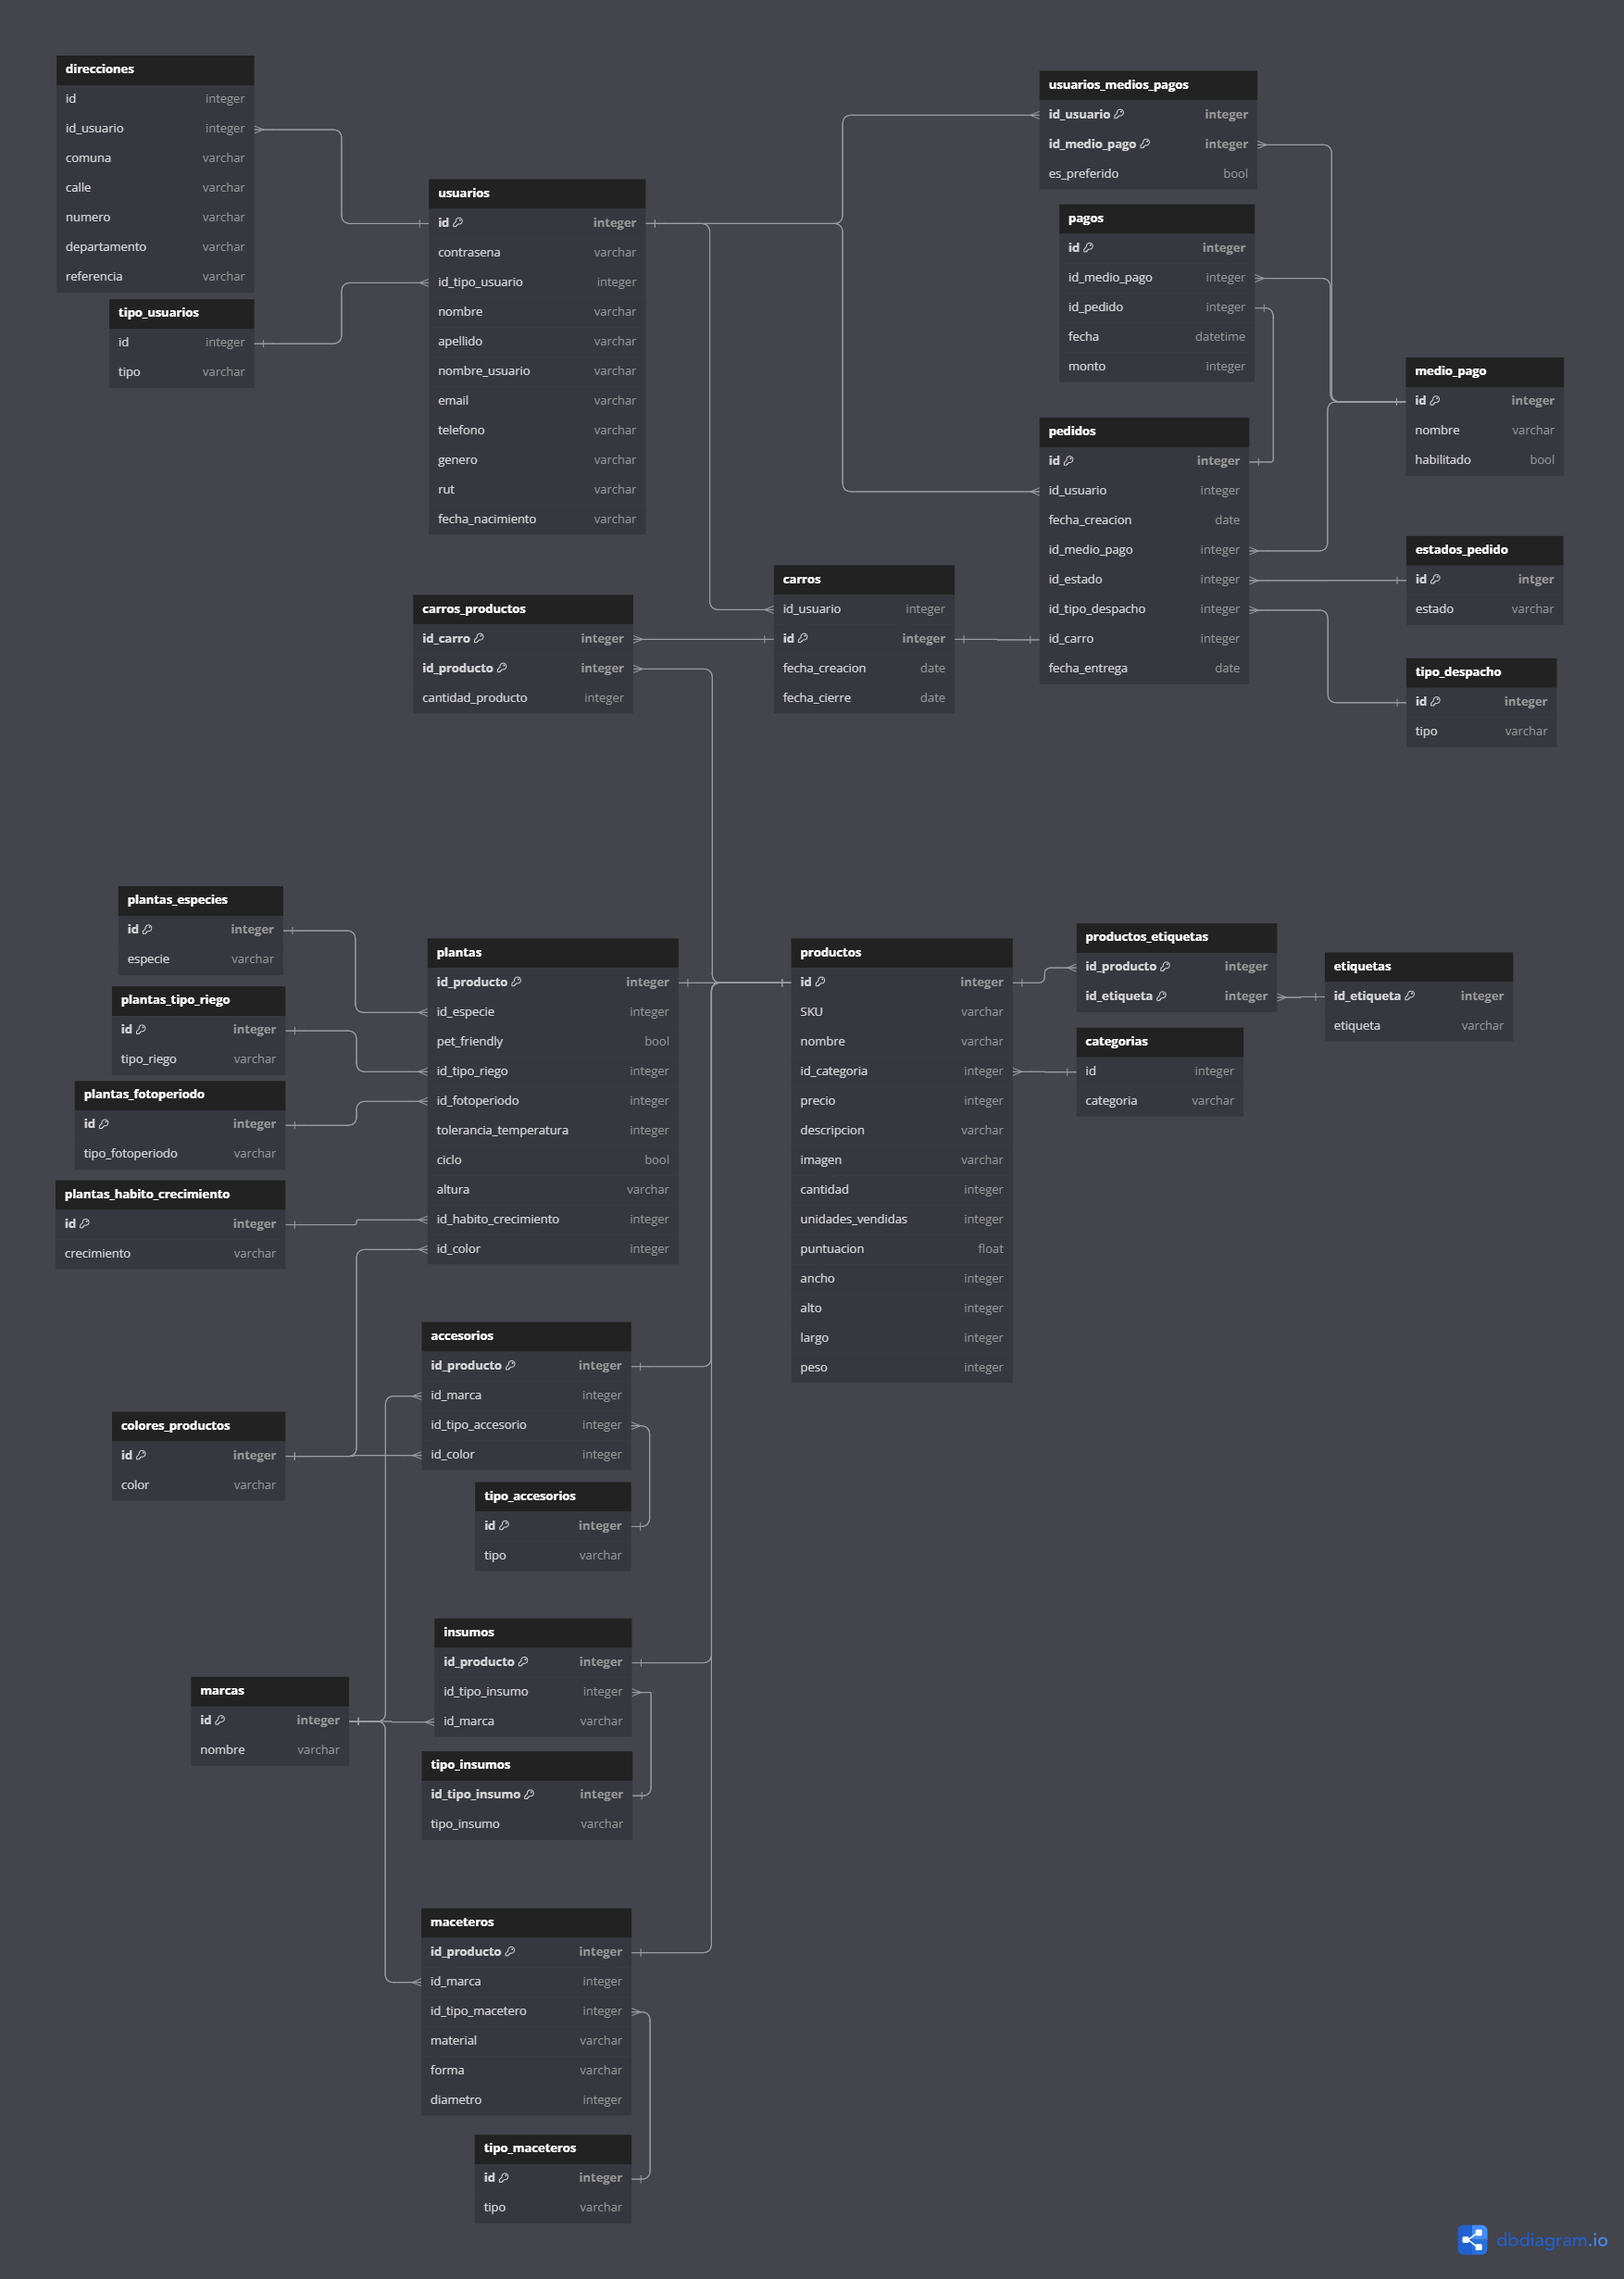 direcciones
id integer
id_usuario integer
comuna varchar
calle varchar
numero varchar
departamento varchar
referencia varchar
tipo_usuarios
id integer
tipo varchar
usuarios
id integer
contrasena varchar
id_tipo_usuario integer
nombre varchar
apellido varchar
nombre_usuario varchar
email varchar
telefono varchar
genero varchar
rut varchar
fecha_nacimiento varchar
usuarios_medios_pagos
id_usuario integer
id_medio_pago integer
es_preferido bool
pagos
id integer
id_medio_pago integer
id_pedido integer
fecha datetime
monto integer
medio_pago
id integer
nombre varchar
habilitado bool
pedidos
id integer
id_usuario integer
fecha_creacion date
id_medio_pago integer
id_estado integer
id_tipo_despacho integer
id_carro integer
fecha_entrega date
estados_pedido
id intger
estado varchar
tipo_despacho
id integer
tipo varchar
carros
id_usuario integer
id integer
fecha_creacion date
fecha_cierre date
carros_productos
id_carro integer
id_producto integer
cantidad_producto integer
plantas_especies
id integer
especie varchar
plantas_tipo_riego
id integer
tipo_riego varchar
plantas_fotoperiodo
id integer
tipo_fotoperiodo varchar
plantas_habito_crecimiento
id integer
crecimiento varchar
plantas
id_producto integer
id_especie integer
pet_friendly bool
id_tipo_riego integer
id_fotoperiodo integer
tolerancia_temperatura integer
ciclo bool
altura varchar
id_habito_crecimiento integer
id_color integer
productos
id integer
SKU varchar
nombre varchar
id_categoria integer
precio integer
descripcion varchar
imagen varchar
cantidad integer
unidades_vendidas integer
puntuacion float
ancho integer
alto integer
largo integer
peso integer
productos_etiquetas
id_producto integer
id_etiqueta integer
etiquetas
id_etiqueta integer
etiqueta varchar
categorias
id integer
categoria varchar
accesorios
id_producto integer
id_marca integer
id_tipo_accesorio integer
id_color integer
colores_productos
id integer
color varchar
tipo_accesorios
id integer
tipo varchar
insumos
id_producto integer
id_tipo_insumo integer
id_marca varchar
marcas
id integer
nombre varchar
tipo_insumos
id_tipo_insumo integer
tipo_insumo varchar
maceteros
id_producto integer
id_marca integer
id_tipo_macetero integer
material varchar
forma varchar
diametro integer
tipo_maceteros
id integer
tipo varchar
dbdiagram.io